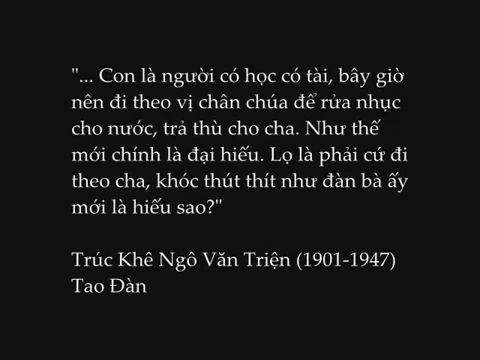 "... Con là người có học có tài, bây giờ
nên đi theo vị chân chúa để rửa nhục
cho nước, trả thù cho cha. Như thế
mới chính là đại hiếu. Lọ là phải cứ đi
theo cha, khóc thút thít như đàn bà ấy
mới là hiếu sao?"
Trúc Khê Ngô Văn Triện (1901-1947)
Tao Đàn